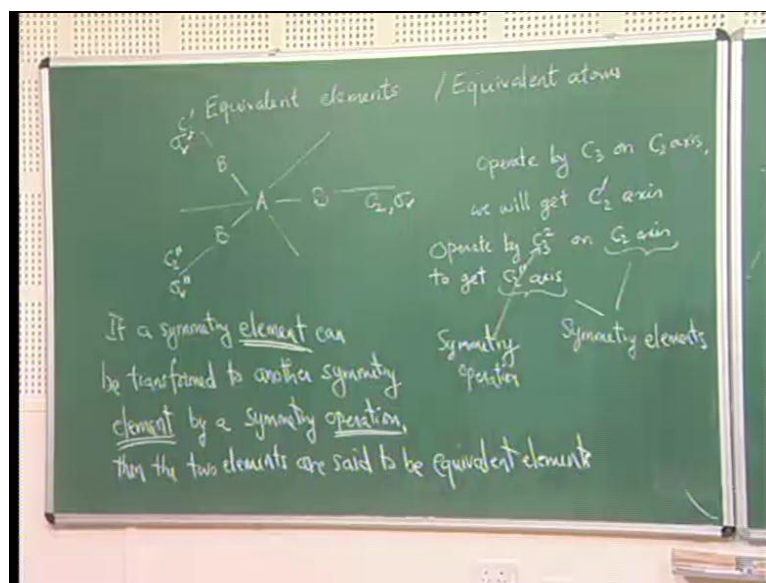 Equivalent elements / Equivalent atoms
C₂'
σᵥ'
B
A
B
C₂, σᵥ
B
C₂"
σᵥ"
operate by C₃ on C₂ axis,
we will get C₂' axis
operate by C₃² on C₂ axis
to get C₂" axis
Symmetry operation
Symmetry elements
If a symmetry element can
be transformed to another symmetry
element by a symmetry operation,
then the two elements are said to be equivalent elements